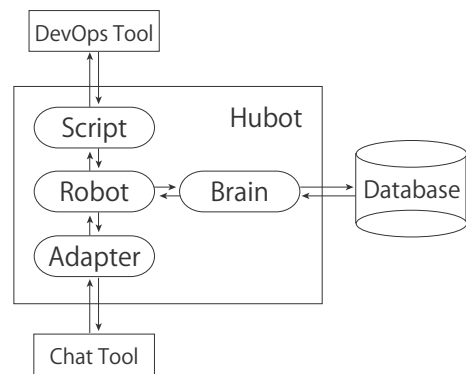 DevOps Tool
Hubot
Script
Robot
Brain
Database
Adapter
Chat Tool